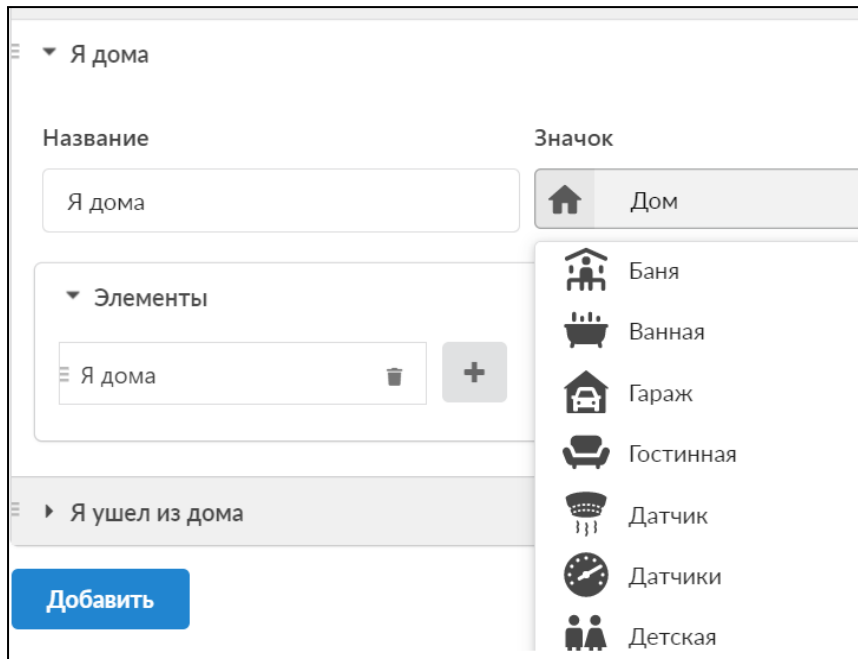 Я дома
Название
Значок
Я дома
Дом
Элементы
Я дома
Баня
Ванная
Гараж
Гостинная
Датчик
Датчики
Детская
Я ушел из дома
Добавить